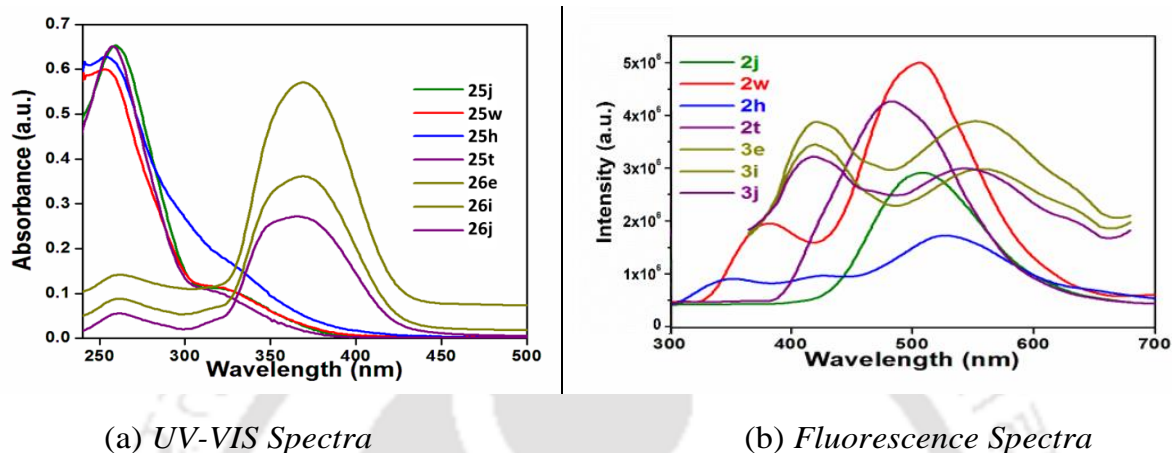 0.7
0.6
0.5
0.4
0.3
0.2
0.1
0.0
Absorbance (a.u.)
250 300 350 400 450 500
Wavelength (nm)
25j
25w
25h
25t
26e
26i
26j
5x10⁶
4x10⁶
3x10⁶
2x10⁶
1x10⁶
0
Intensity (a.u.)
300 400 500 600 700
Wavelength (nm)
2j
2w
2h
2t
3e
3i
3j
(a) UV-VIS Spectra
(b) Fluorescence Spectra